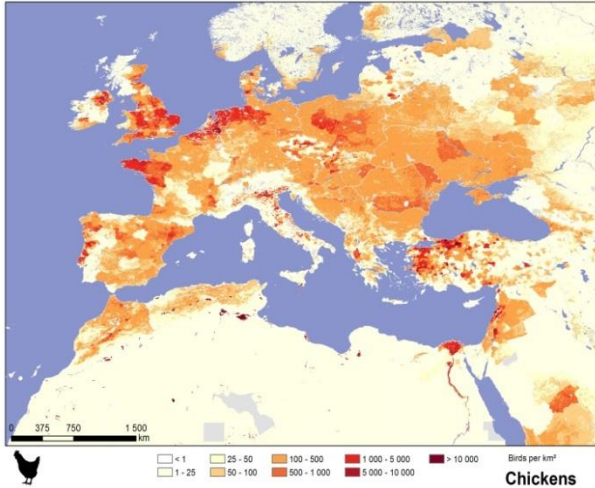 0 375 750 1 500
km
< 1 25 - 50 100 - 500 1 000 - 5 000 > 10 000 Birds per km²
1 - 25 50 - 100 500 - 1 000 5 000 - 10 000 Chickens